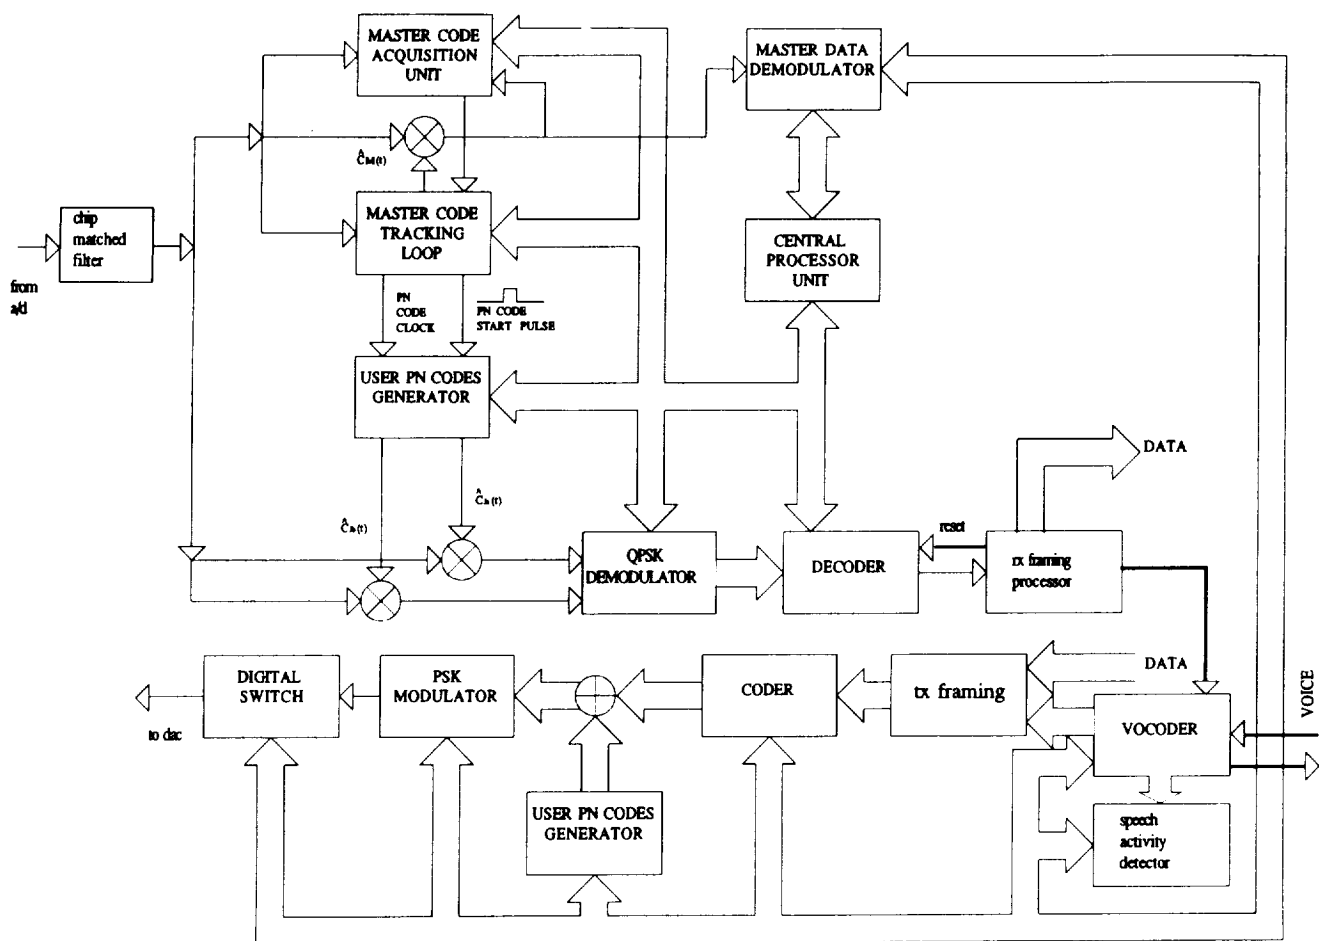 MASTER CODE
ACQUISITION
UNIT
MASTER DATA
DEMODULATOR
chip
matched
filter
from
a/d
MASTER CODE
TRACKING
LOOP
CENTRAL
PROCESSOR
UNIT
PN
CODE
CLOCK
PN CODE
START PULSE
USER PN CODES
GENERATOR
DATA
reset
QPSK
DEMODULATOR
DECODER
rx framing
processor
DIGITAL
SWITCH
PSK
MODULATOR
CODER
tx framing
DATA
VOCODER
VOICE
to dac
USER PN CODES
GENERATOR
speech
activity
detector